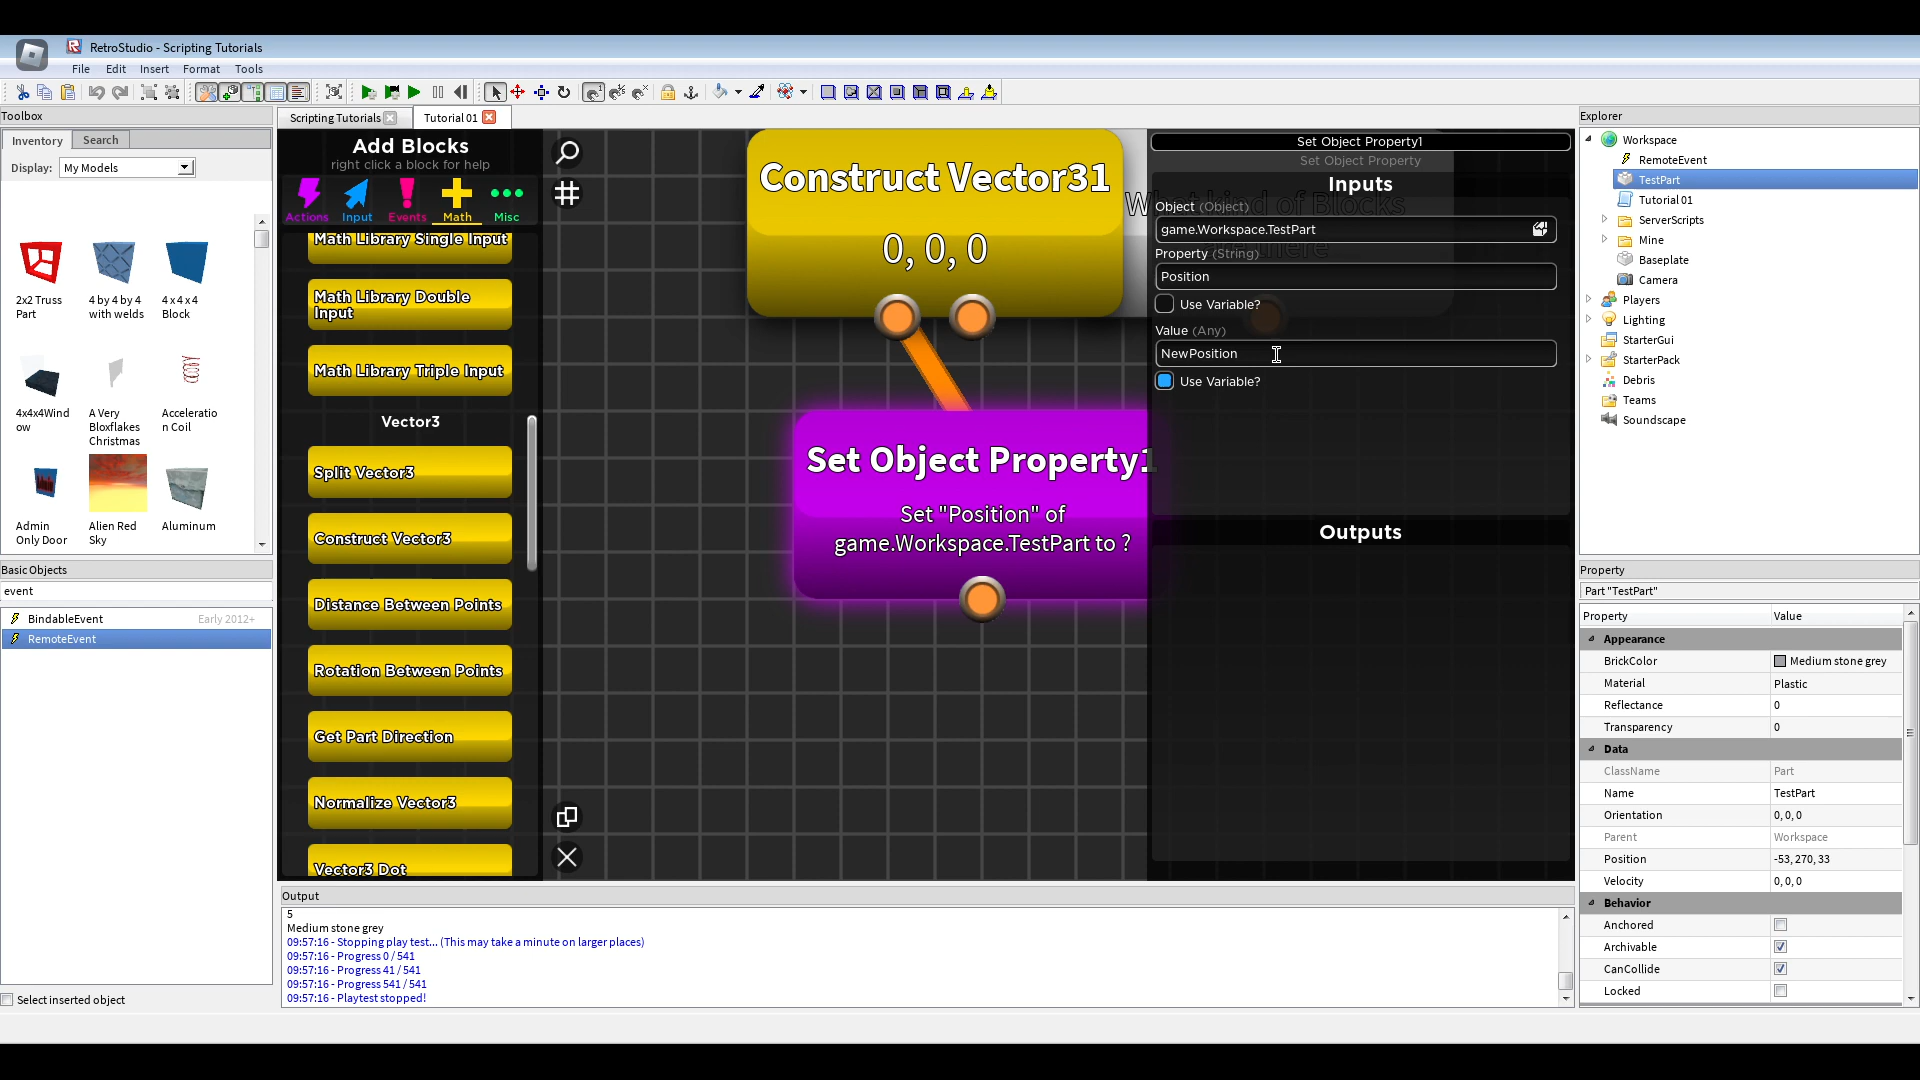 RetroStudio - Scripting Tutorials
File Edit Insert Format Tools
Toolbox
Inventory Search
Display: My Models
2x2 Truss Part
4 by 4 by 4 with welds
4 x 4 x 4 Block
4x4x4Window
A Very Bloxflakes Christmas
Acceleration Coil
Admin Only Door
Alien Red Sky
Aluminum
Basic Objects
event
BindableEvent Early 2012+
RemoteEvent
Select inserted object
Scripting Tutorials
Tutorial 01
Add Blocks
right click a block for help
Actions Input Events Math Misc
Math Library Single Input
Math Library Double Input
Math Library Triple Input
Vector3
Split Vector3
Construct Vector3
Distance Between Points
Rotation Between Points
Get Part Direction
Normalize Vector3
Vector3 Dot
Construct Vector31
0, 0, 0
What kind of Blocks
here
Set Object Property1
Set "Position" of
game.Workspace.TestPart to ?
Set Object Property1
Set Object Property
Inputs
Object (Object)
game.Workspace.TestPart
Property (String)
Position
Use Variable?
Value (Any)
NewPosition
Use Variable?
Outputs
Output
5
Medium stone grey
09:57:16 - Stopping play test... (This may take a minute on larger places)
09:57:16 - Progress 0 / 541
09:57:16 - Progress 41 / 541
09:57:16 - Progress 541 / 541
09:57:16 - Playtest stopped!
Explorer
Workspace
RemoteEvent
TestPart
Tutorial 01
ServerScripts
Mine
Baseplate
Camera
Players
Lighting
StarterGui
StarterPack
Debris
Teams
Soundscape
Property
Part "TestPart"
Property Value
Appearance
BrickColor Medium stone grey
Material Plastic
Reflectance 0
Transparency 0
Data
ClassName Part
Name TestPart
Orientation 0, 0, 0
Parent Workspace
Position -53, 270, 33
Velocity 0, 0, 0
Behavior
Anchored
Archivable
CanCollide
Locked